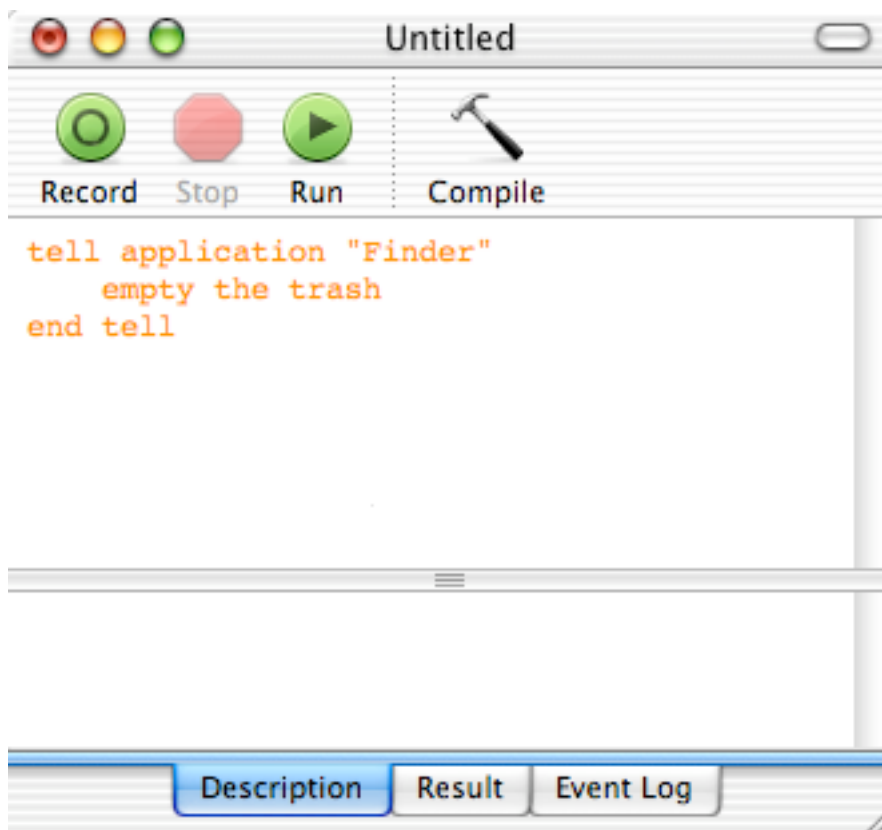 Untitled
Record Stop Run Compile
tell application "Finder"
    empty the trash
end tell
Description Result Event Log